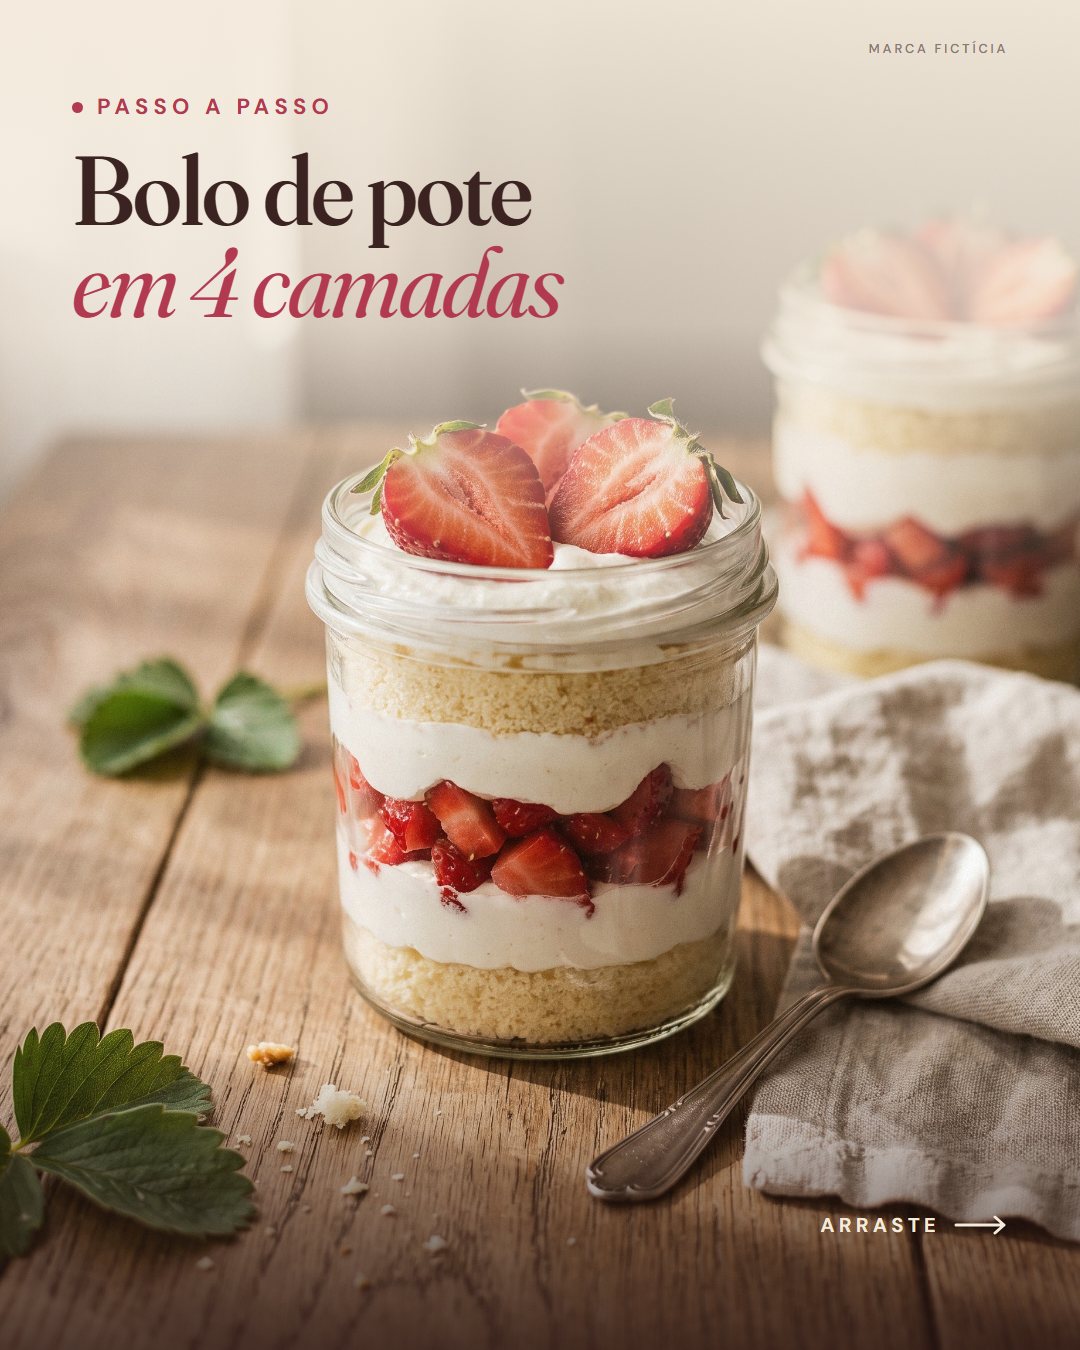 MARCA FICTÍCIA
PASSO A PASSO
Bolo de pote
em 4 camadas
ARRASTE